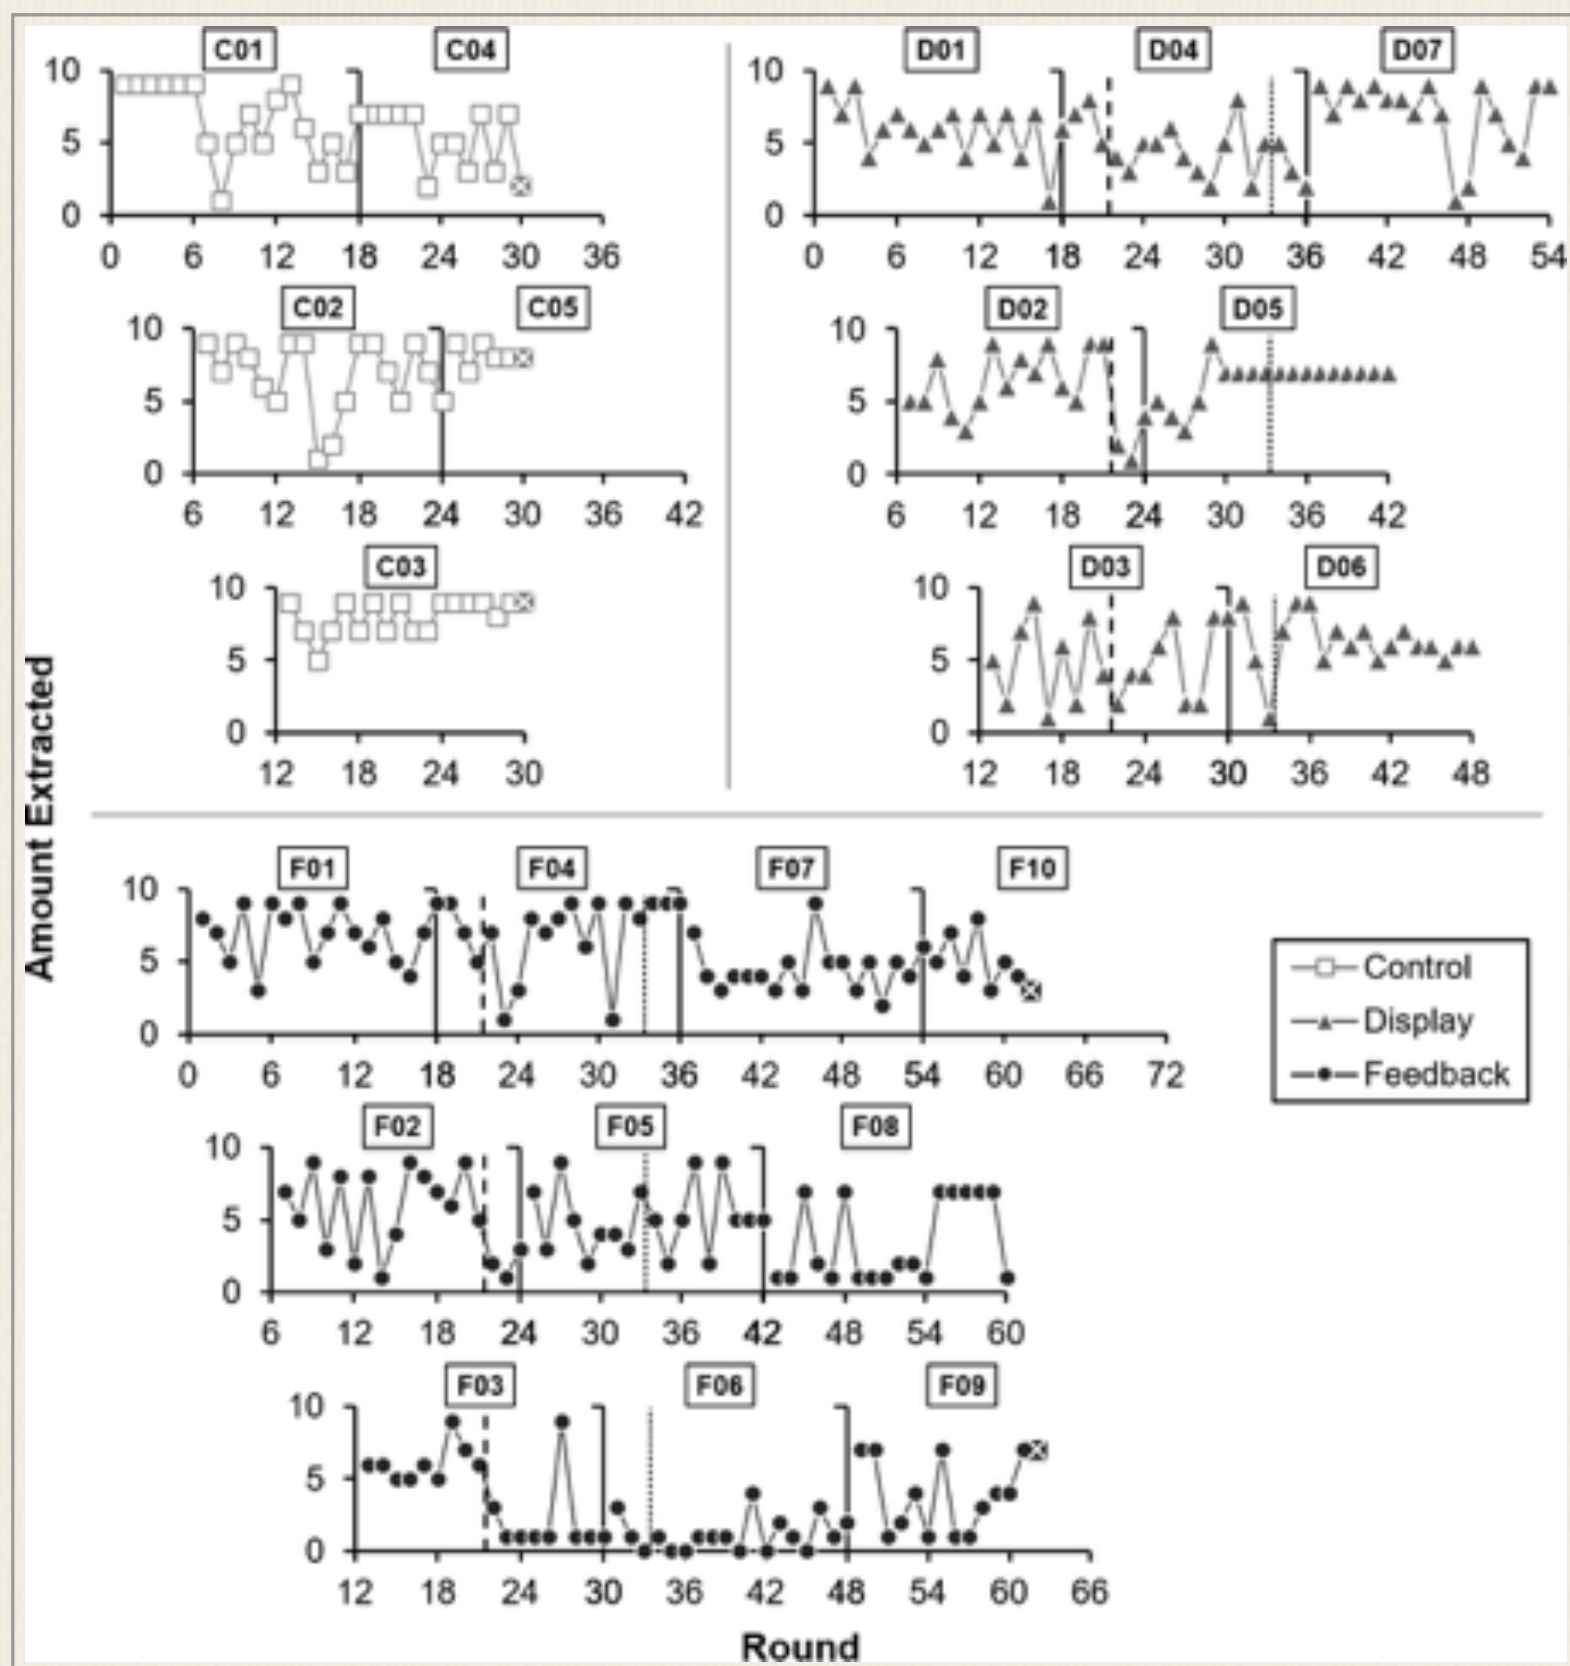 C01 C04
10
5
0
0 6 12 18 24 30 36
C02 C05
10
5
0
6 12 18 24 30 36 42
C03
10
5
0
12 18 24 30
D01 D04 D07
10
5
0
0 6 12 18 24 30 36 42 48 54
D02 D05
10
5
0
6 12 18 24 30 36 42
D03 D06
10
5
0
12 18 24 30 36 42 48
Amount Extracted
F01 F04 F07 F10
10
5
0
0 6 12 18 24 30 36 42 48 54 60 66 72
Control
Display
Feedback
F02 F05 F08
10
5
0
6 12 18 24 30 36 42 48 54 60
F03 F06 F09
10
5
0
12 18 24 30 36 42 48 54 60 66
Round